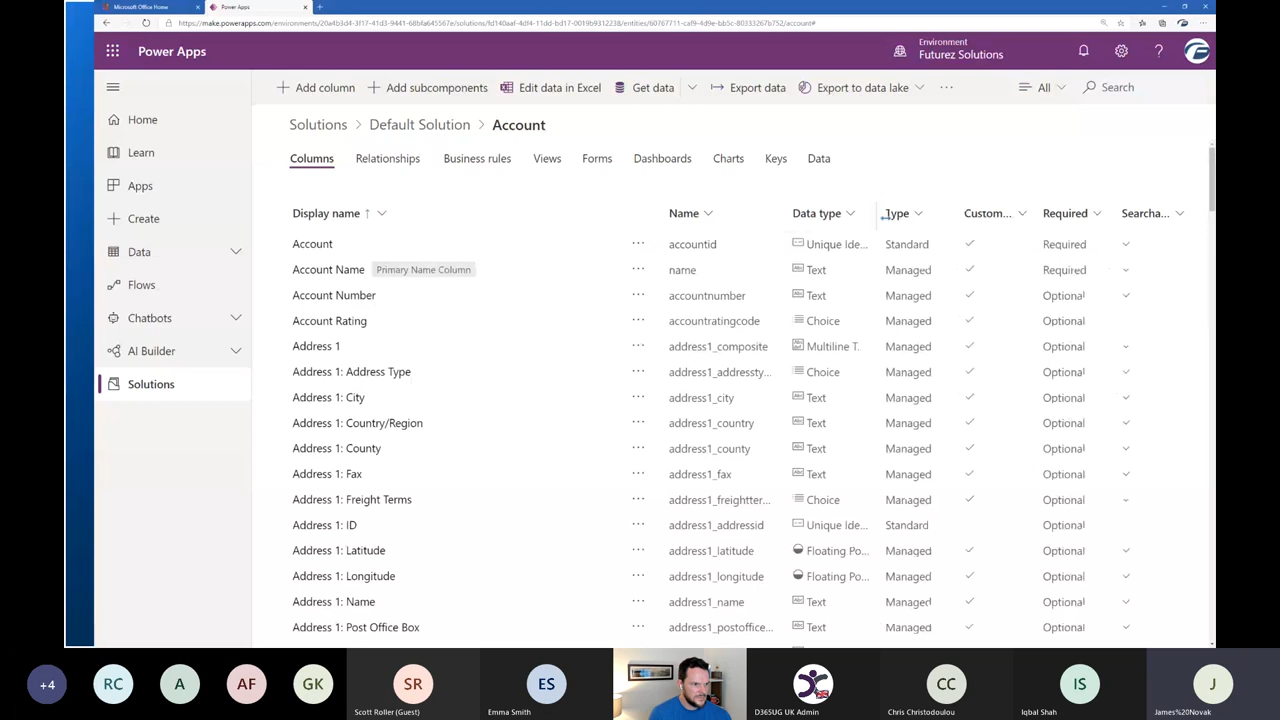 Microsoft Office Home
Power Apps
Power Apps
Environment
Futurez Solutions
Add column
Add subcomponents
Edit data in Excel
Get data
Export data
Export to data lake
All
Search
Home
Learn
Apps
Create
Data
Flows
Chatbots
AI Builder
Solutions
Solutions > Default Solution > Account
Columns Relationships Business rules Views Forms Dashboards Charts Keys Data
Display name ↑ Name Data type Type Custom... Required Searcha...
Account ... accountid Unique Ide... Standard Required
Account Name Primary Name Column ... name Text Managed Required
Account Number ... accountnumber Text Managed Optional
Account Rating ... accountratingcode Choice Managed Optional
Address 1 ... address1_composite Multiline T. Managed Optional
Address 1: Address Type ... address1_addressty... Choice Managed Optional
Address 1: City ... address1_city Text Managed Optional
Address 1: Country/Region ... address1_country Text Managed Optional
Address 1: County ... address1_county Text Managed Optional
Address 1: Fax ... address1_fax Text Managed Optional
Address 1: Freight Terms ... address1_freightter... Choice Managed Optional
Address 1: ID ... address1_addressid Unique Ide... Standard Optional
Address 1: Latitude ... address1_latitude Floating Po... Managed Optional
Address 1: Longitude ... address1_longitude Floating Po... Managed Optional
Address 1: Name ... address1_name Text Managed Optional
Address 1: Post Office Box ... address1_postoffice... Text Managed Optional
+4 RC A AF GK SR ES CC IS J
Scott Roller (Guest) Emma Smith D365UG UK Admin Chris Christodoulou Iqbal Shah James%20Novak